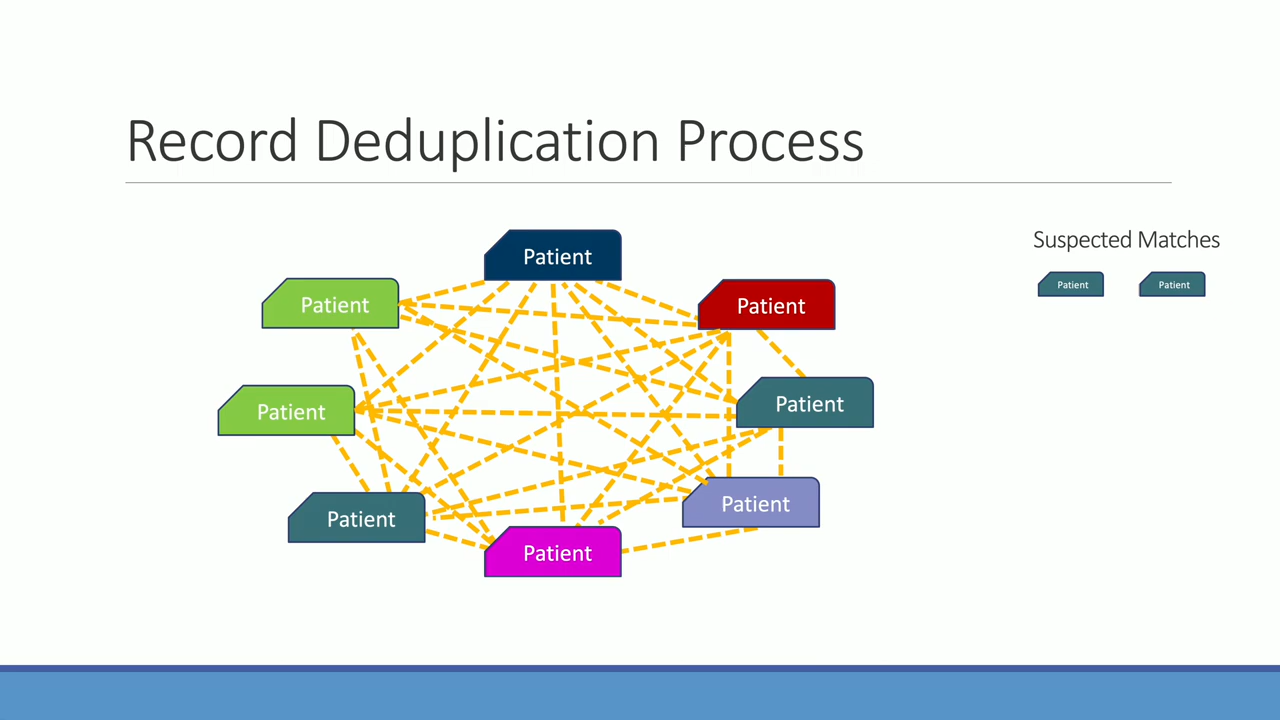 Record Deduplication Process
Suspected Matches
Patient
Patient
Patient
Patient
Patient
Patient
Patient
Patient
Patient
Patient